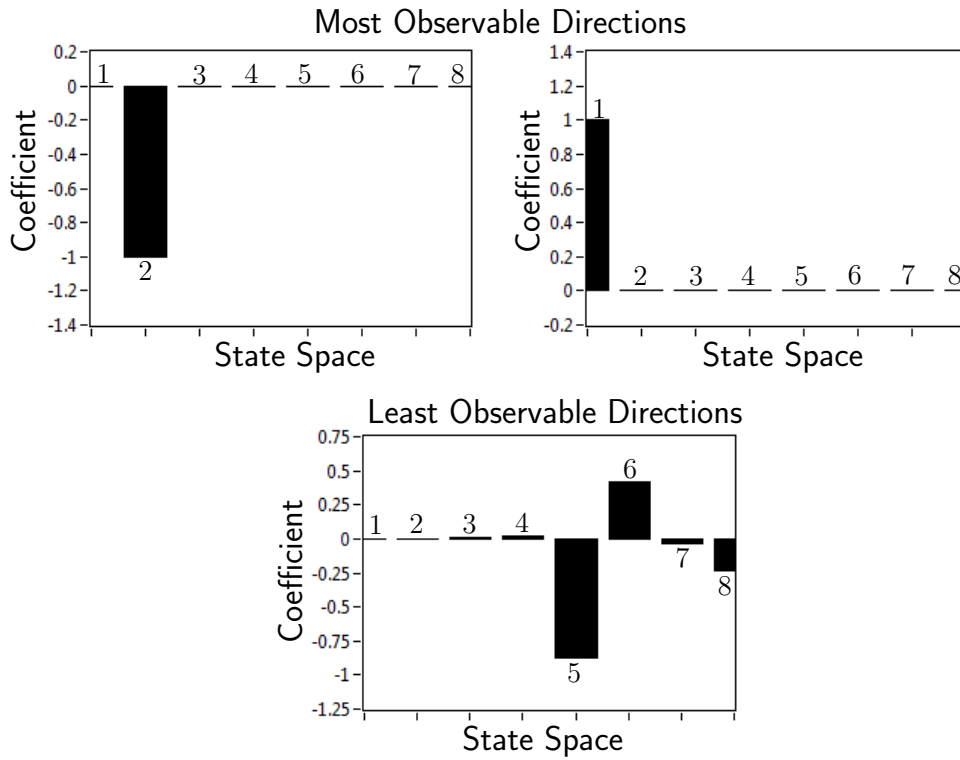 Most Observable Directions
Coefficient
0.2
0
-0.2
-0.4
-0.6
-0.8
-1
-1.2
-1.4
1 2 3 4 5 6 7 8
State Space
Coefficient
1.4
1.2
1
0.8
0.6
0.4
0.2
0
-0.2
1 2 3 4 5 6 7 8
State Space
Least Observable Directions
Coefficient
0.75
0.5
0.25
0
-0.25
-0.5
-0.75
-1
-1.25
1 2 3 4 5 6 7 8
State Space